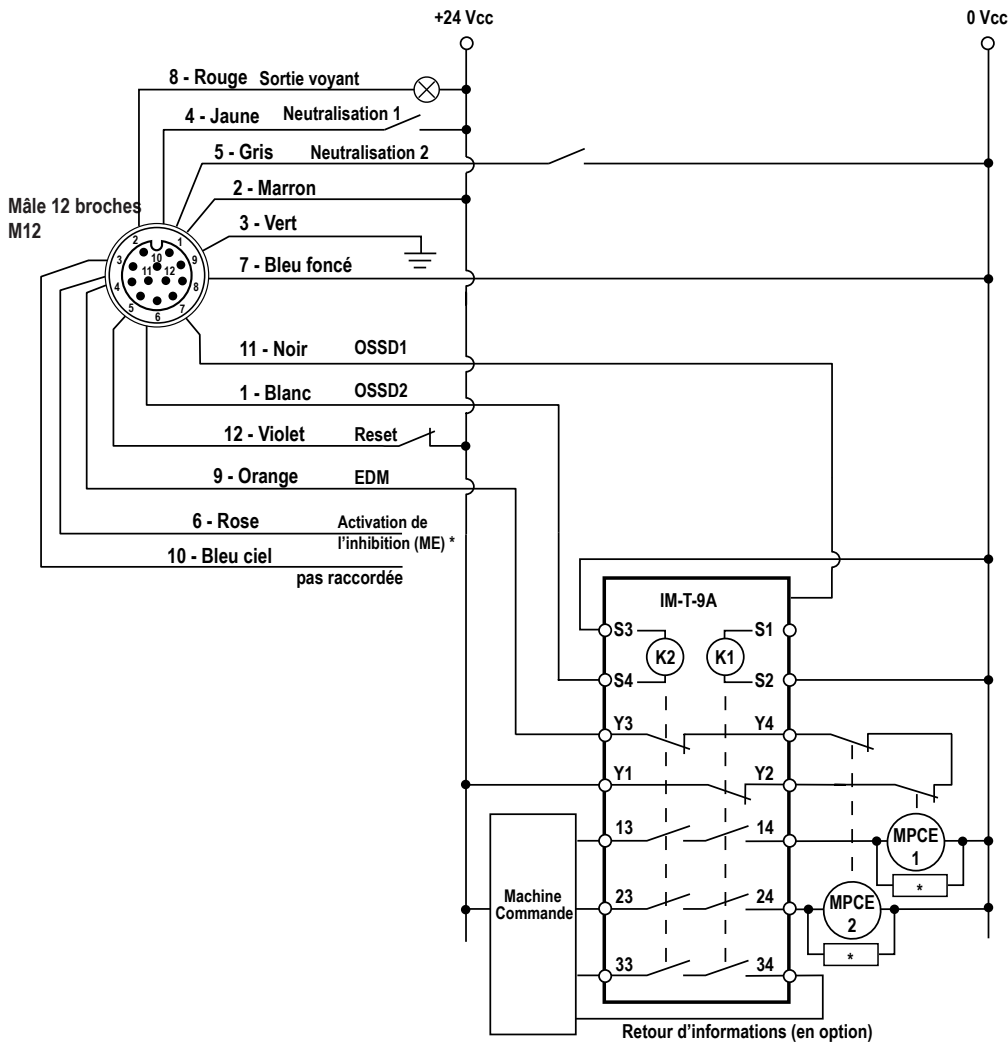 +24 Vcc
0 Vcc
8 - Rouge Sortie voyant
4 - Jaune Neutralisation 1
5 - Gris Neutralisation 2
2 - Marron
Mâle 12 broches
M12
3 - Vert
2
1
3
10
9
11
12
4
8
5
7
6
7 - Bleu foncé
11 - Noir OSSD1
1 - Blanc OSSD2
12 - Violet Reset
9 - Orange EDM
6 - Rose Activation de
l'inhibition (ME) *
10 - Bleu ciel
pas raccordée
IM-T-9A
S3
S1
K2
K1
S4
S2
Y3
Y4
Y1
Y2
13
14
MPCE
1
*
Machine
Commande
23
24
MPCE
2
*
33
34
Retour d'informations (en option)